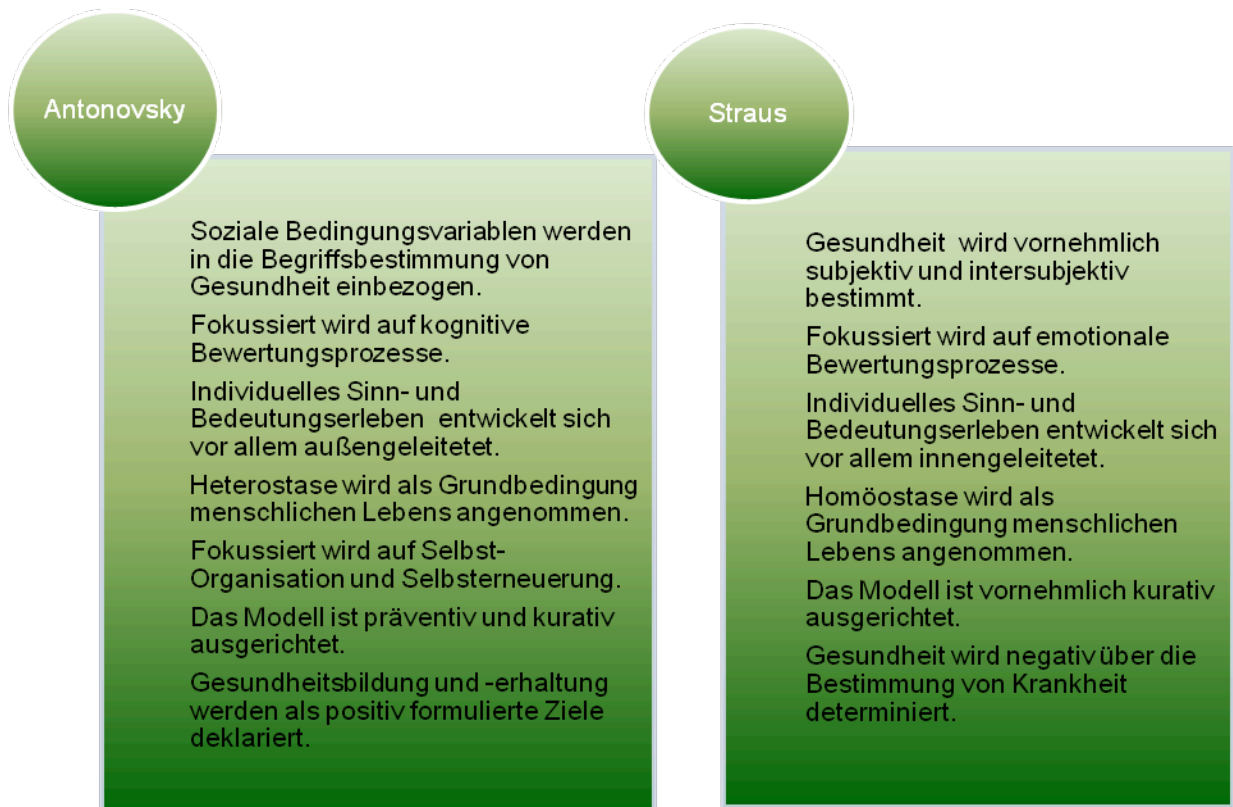 Antonovsky
Soziale Bedingungsvariablen werden
in die Begriffsbestimmung von
Gesundheit einbezogen.
Fokussiert wird auf kognitive
Bewertungsprozesse.
Individuelles Sinn- und
Bedeutungserleben entwickelt sich
vor allem außengeleitetet.
Heterostase wird als Grundbedingung
menschlichen Lebens angenommen.
Fokussiert wird auf Selbst-
Organisation und Selbsterneuerung.
Das Modell ist präventiv und kurativ
ausgerichtet.
Gesundheitsbildung und -erhaltung
werden als positiv formulierte Ziele
deklariert.
Straus
Gesundheit wird vornehmlich
subjektiv und intersubjektiv
bestimmt.
Fokussiert wird auf emotionale
Bewertungsprozesse.
Individuelles Sinn- und
Bedeutungserleben entwickelt sich
vor allem innengeleitetet.
Homöostase wird als
Grundbedingung menschlichen
Lebens angenommen.
Das Modell ist vornehmlich kurativ
ausgerichtet.
Gesundheit wird negativ über die
Bestimmung von Krankheit
determiniert.